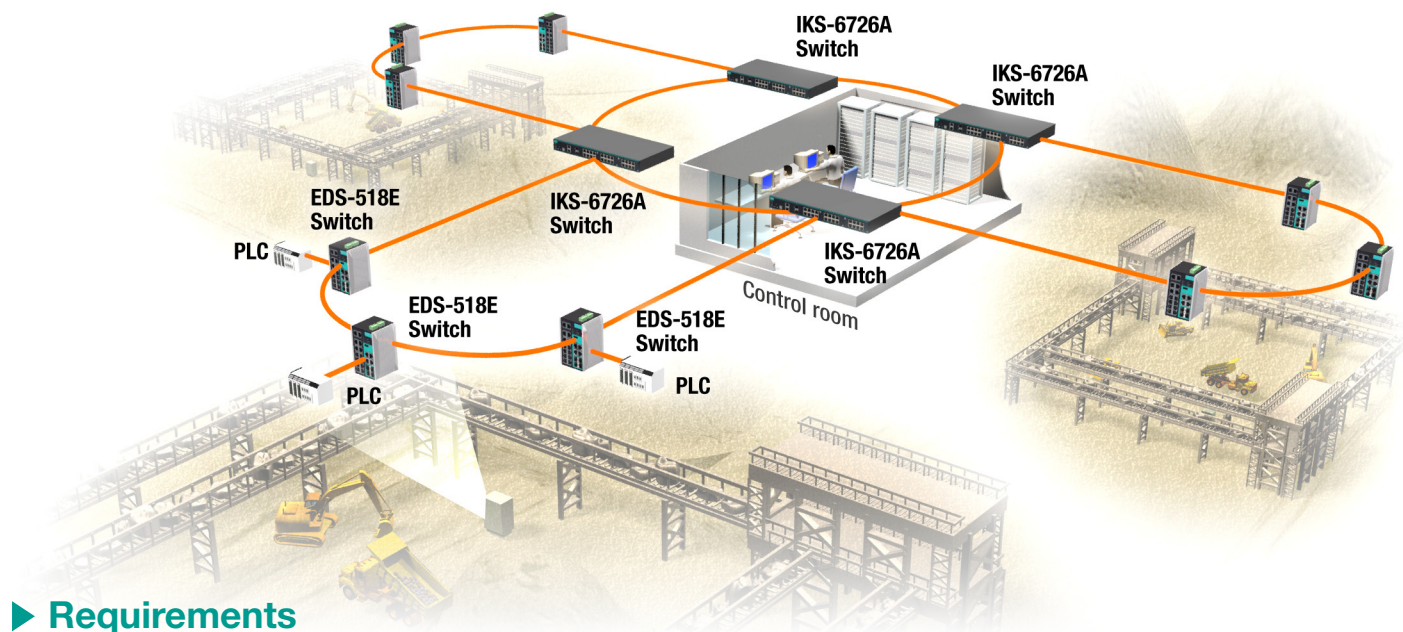 IKS-6726A
Switch
IKS-6726A
Switch
EDS-518E
Switch
IKS-6726A
Switch
PLC
IKS-6726A
Switch
Control room
EDS-518E
Switch
EDS-518E
Switch
PLC
PLC
Requirements